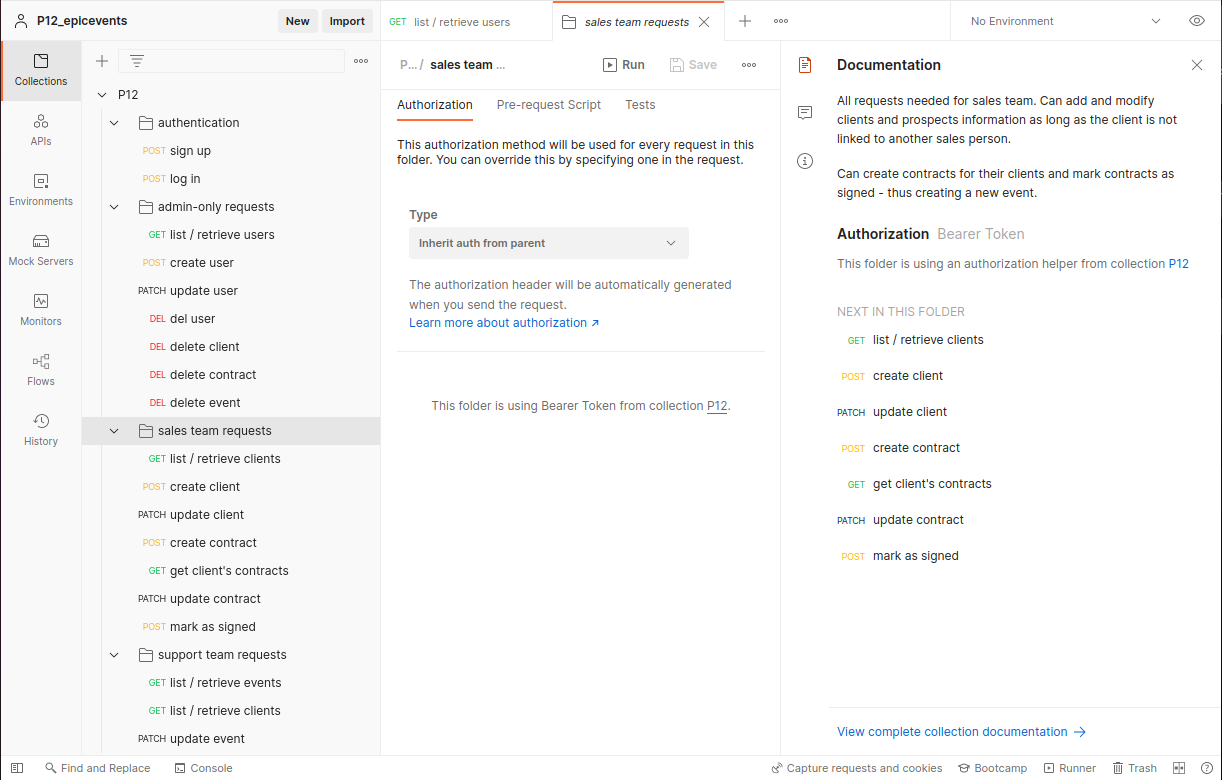 P12_epicevents
New
Import
GET list / retrieve users
sales team requests
No Environment
Collections
APIs
Environments
Mock Servers
Monitors
Flows
History
P12
authentication
POST sign up
POST log in
admin-only requests
GET list / retrieve users
POST create user
PATCH update user
DEL del user
DEL delete client
DEL delete contract
DEL delete event
sales team requests
GET list / retrieve clients
POST create client
PATCH update client
POST create contract
GET get client's contracts
PATCH update contract
POST mark as signed
support team requests
GET list / retrieve events
GET list / retrieve clients
PATCH update event
P... / sales team ...
Run
Save
Authorization
Pre-request Script
Tests
This authorization method will be used for every request in this
folder. You can override this by specifying one in the request.
Type
Inherit auth from parent
The authorization header will be automatically generated
when you send the request.
Learn more about authorization ↗
This folder is using Bearer Token from collection P12.
Documentation
All requests needed for sales team. Can add and modify
clients and prospects information as long as the client is not
linked to another sales person.
Can create contracts for their clients and mark contracts as
signed - thus creating a new event.
Authorization Bearer Token
This folder is using an authorization helper from collection P12
NEXT IN THIS FOLDER
GET list / retrieve clients
POST create client
PATCH update client
POST create contract
GET get client's contracts
PATCH update contract
POST mark as signed
View complete collection documentation →
Find and Replace
Console
Capture requests and cookies
Bootcamp
Runner
Trash